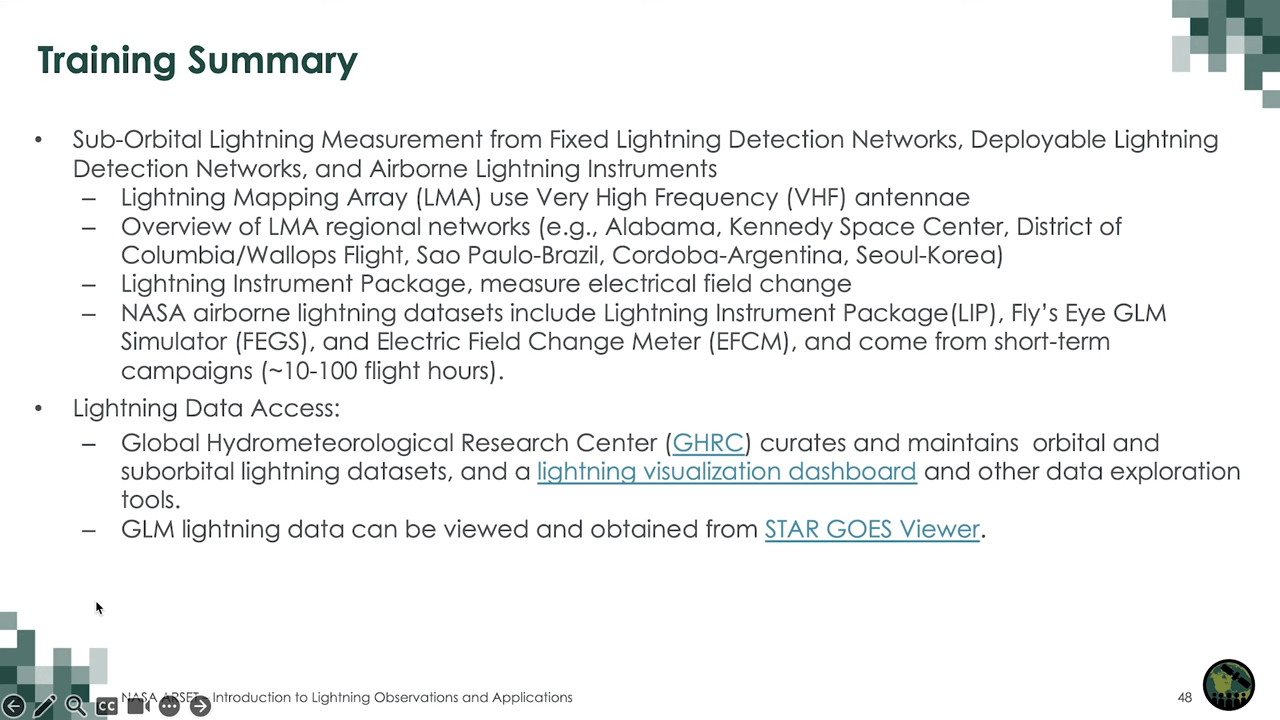 Training Summary
• Sub-Orbital Lightning Measurement from Fixed Lightning Detection Networks, Deployable Lightning
Detection Networks, and Airborne Lightning Instruments
– Lightning Mapping Array (LMA) use Very High Frequency (VHF) antennae
– Overview of LMA regional networks (e.g., Alabama, Kennedy Space Center, District of
Columbia/Wallops Flight, Sao Paulo-Brazil, Cordoba-Argentina, Seoul-Korea)
– Lightning Instrument Package, measure electrical field change
– NASA airborne lightning datasets include Lightning Instrument Package(LIP), Fly’s Eye GLM
Simulator (FEGS), and Electric Field Change Meter (EFCM), and come from short-term
campaigns (~10-100 flight hours).
• Lightning Data Access:
– Global Hydrometeorological Research Center (GHRC) curates and maintains  orbital and
suborbital lightning datasets, and a lightning visualization dashboard and other data exploration
tools.
– GLM lightning data can be viewed and obtained from STAR GOES Viewer.
CC
NASA ARSET – Introduction to Lightning Observations and Applications
48